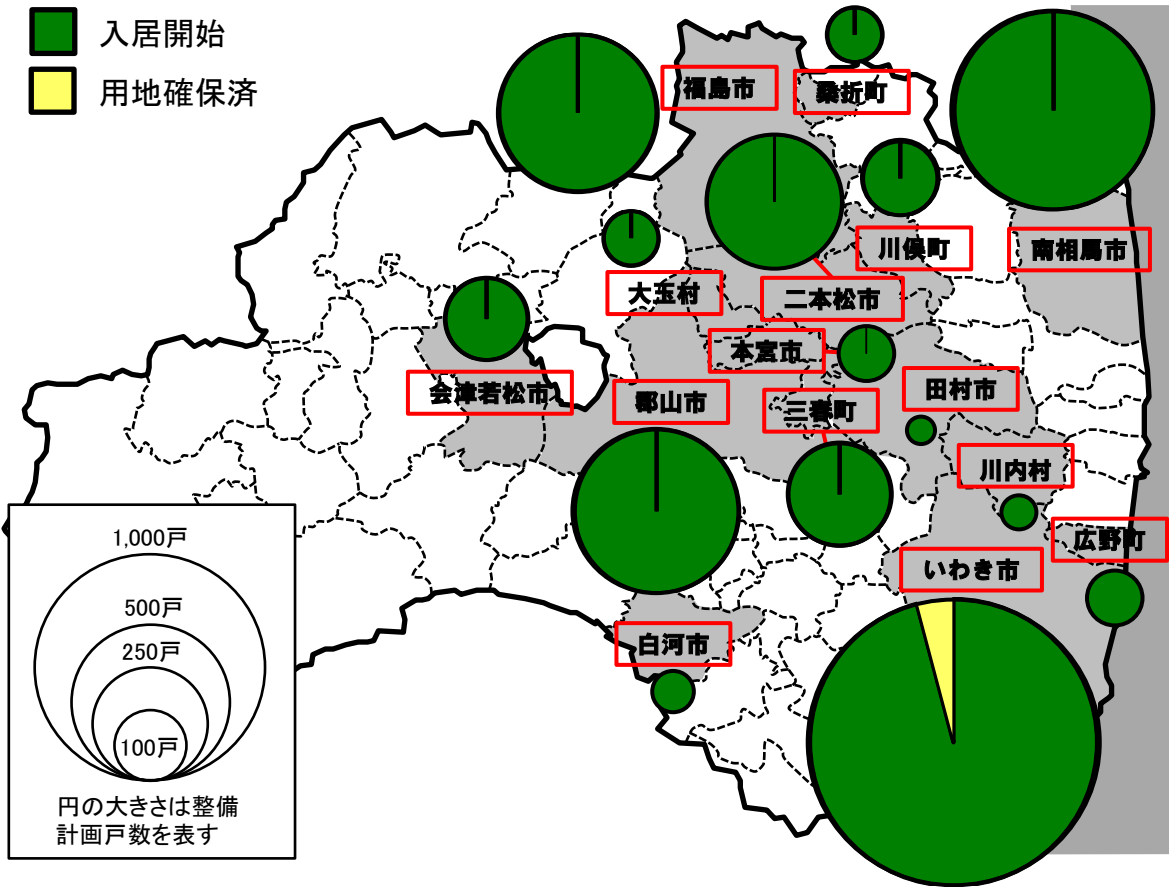 入居開始
用地確保済
福島市
桑折町
川俣町
南相馬市
大玉村
二本松市
本宮市
会津若松市
郡山市
三春町
田村市
川内村
広野町
いわき市
白河市
1,000戸
500戸
250戸
100戸
円の大きさは整備
計画戸数を表す